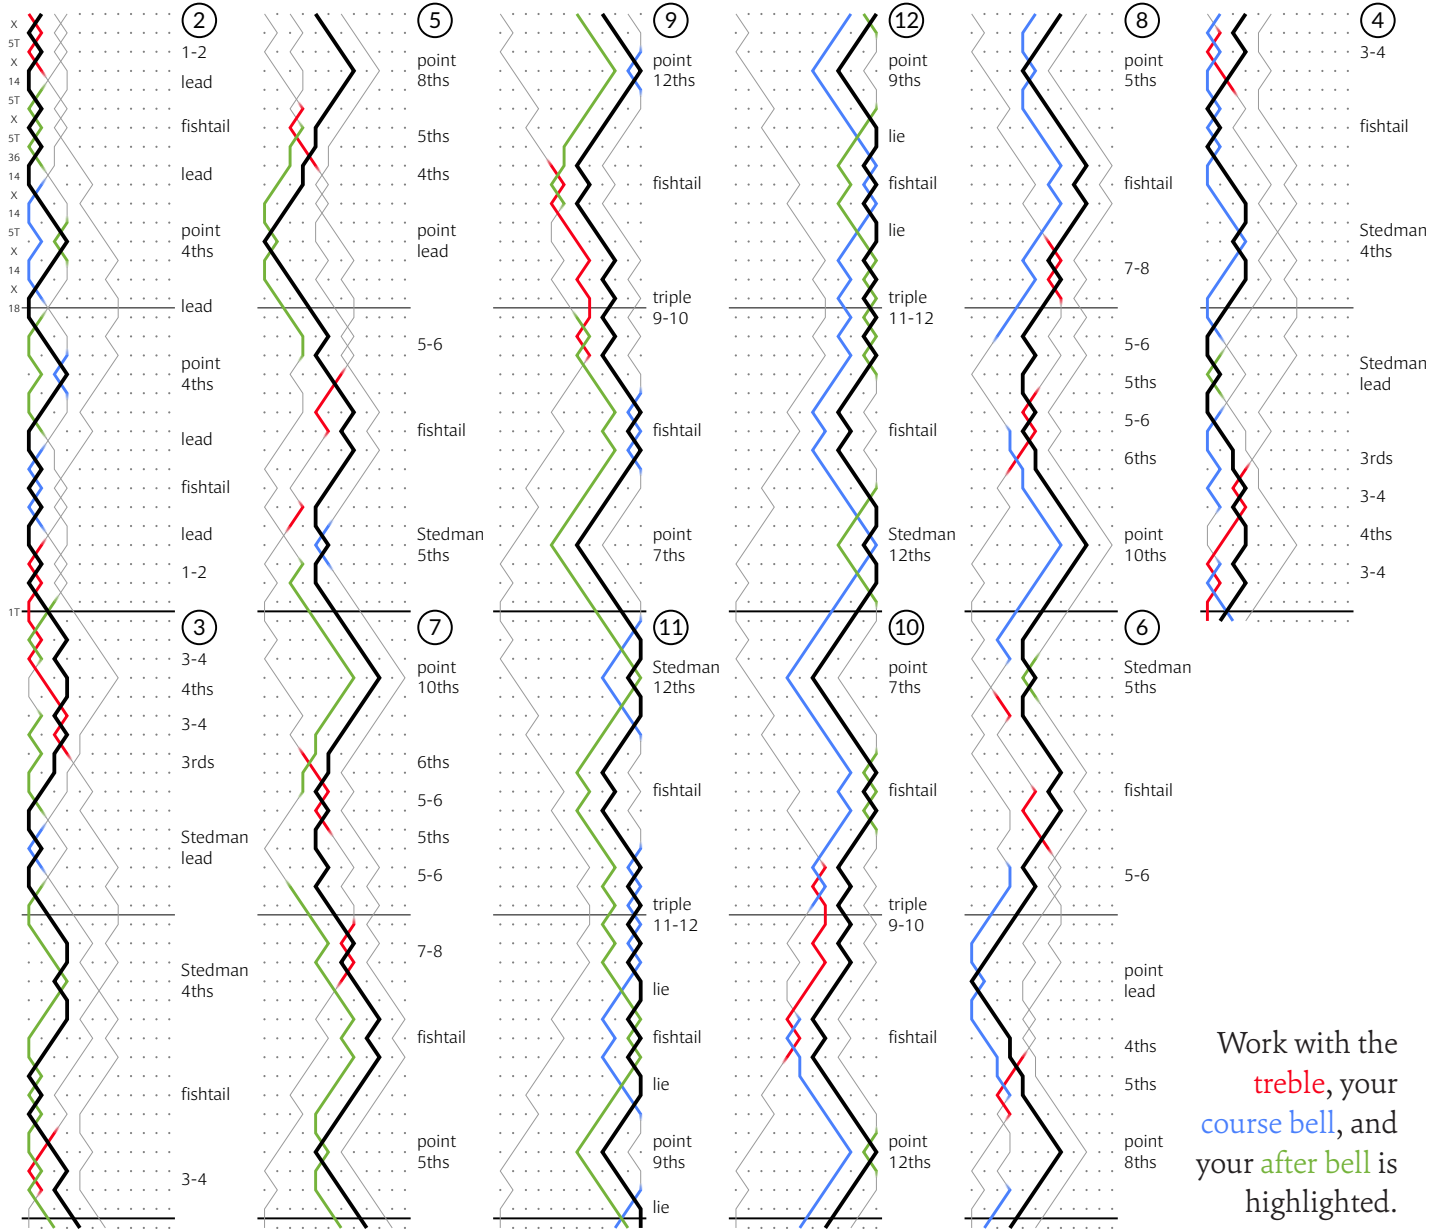 X
5T
X
14
5T
X
5T
36
14
X
14
5T
X
14
X
18
1T
2
1-2
lead
fishtail
lead
point
4ths
lead
point
4ths
lead
fishtail
lead
1-2
3
3-4
4ths
3-4
3rds
Stedman
lead
Stedman
4ths
fishtail
3-4
5
point
8ths
5ths
4ths
point
lead
5-6
fishtail
Stedman
5ths
7
point
10ths
6ths
5-6
5ths
5-6
7-8
fishtail
point
5ths
9
point
12ths
fishtail
triple
9-10
fishtail
point
7ths
11
Stedman
12ths
fishtail
triple
11-12
lie
fishtail
lie
point
9ths
lie
12
point
9ths
lie
fishtail
lie
triple
11-12
fishtail
Stedman
12ths
10
point
7ths
fishtail
triple
9-10
fishtail
point
12ths
8
point
5ths
fishtail
7-8
5-6
5ths
5-6
6ths
point
10ths
6
Stedman
5ths
fishtail
5-6
point
lead
4ths
5ths
point
8ths
4
3-4
fishtail
Stedman
4ths
Stedman
lead
3rds
3-4
4ths
3-4
Work with the
treble, your
course bell, and
your after bell is
highlighted.